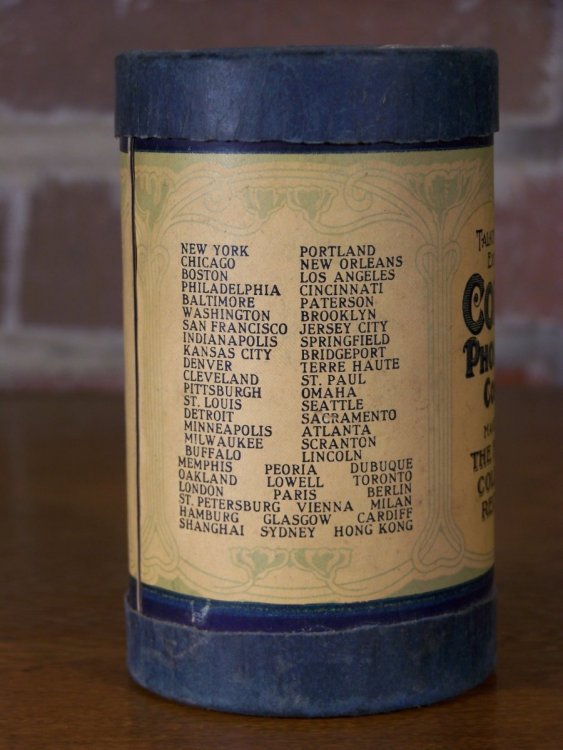 NEW YORK PORTLAND
CHICAGO NEW ORLEANS
BOSTON LOS ANGELES
PHILADELPHIA CINCINNATI
BALTIMORE PATERSON
WASHINGTON BROOKLYN
SAN FRANCISCO JERSEY CITY
INDIANAPOLIS SPRINGFIELD
KANSAS CITY BRIDGEPORT
DENVER TERRE HAUTE
CLEVELAND ST. PAUL
PITTSBURGH OMAHA
ST. LOUIS SEATTLE
DETROIT SACRAMENTO
MINNEAPOLIS ATLANTA
MILWAUKEE SCRANTON
BUFFALO LINCOLN
MEMPHIS PEORIA DUBUQUE
OAKLAND LOWELL TORONTO
LONDON PARIS BERLIN
ST. PETERSBURG VIENNA MILAN
HAMBURG GLASGOW CARDIFF
SHANGHAI SYDNEY HONG KONG
THE